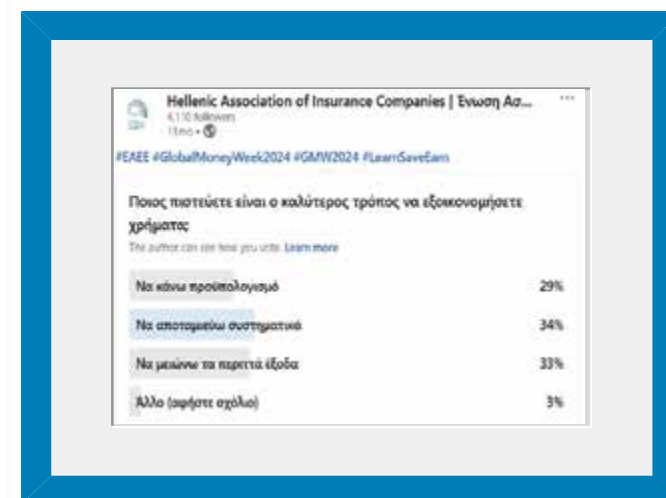 Hellenic Association of Insurance Companies | Ένωση Ασ...
followers
#EAEE #GlobalMoneyWeek2024 #GMW2024 #LearnSaveEarn
Ποιος πιστεύετε είναι ο καλύτερος τρόπος να εξοικονομήσετε
χρήματα;
The author can see how you vote. Learn more
Να κάνω προϋπολογισμό 29%
Να αποταμιεύω συστηματικά 34%
Να μειώνω τα περιττά έξοδα 33%
Άλλο (αφήστε σχόλιο) 3%